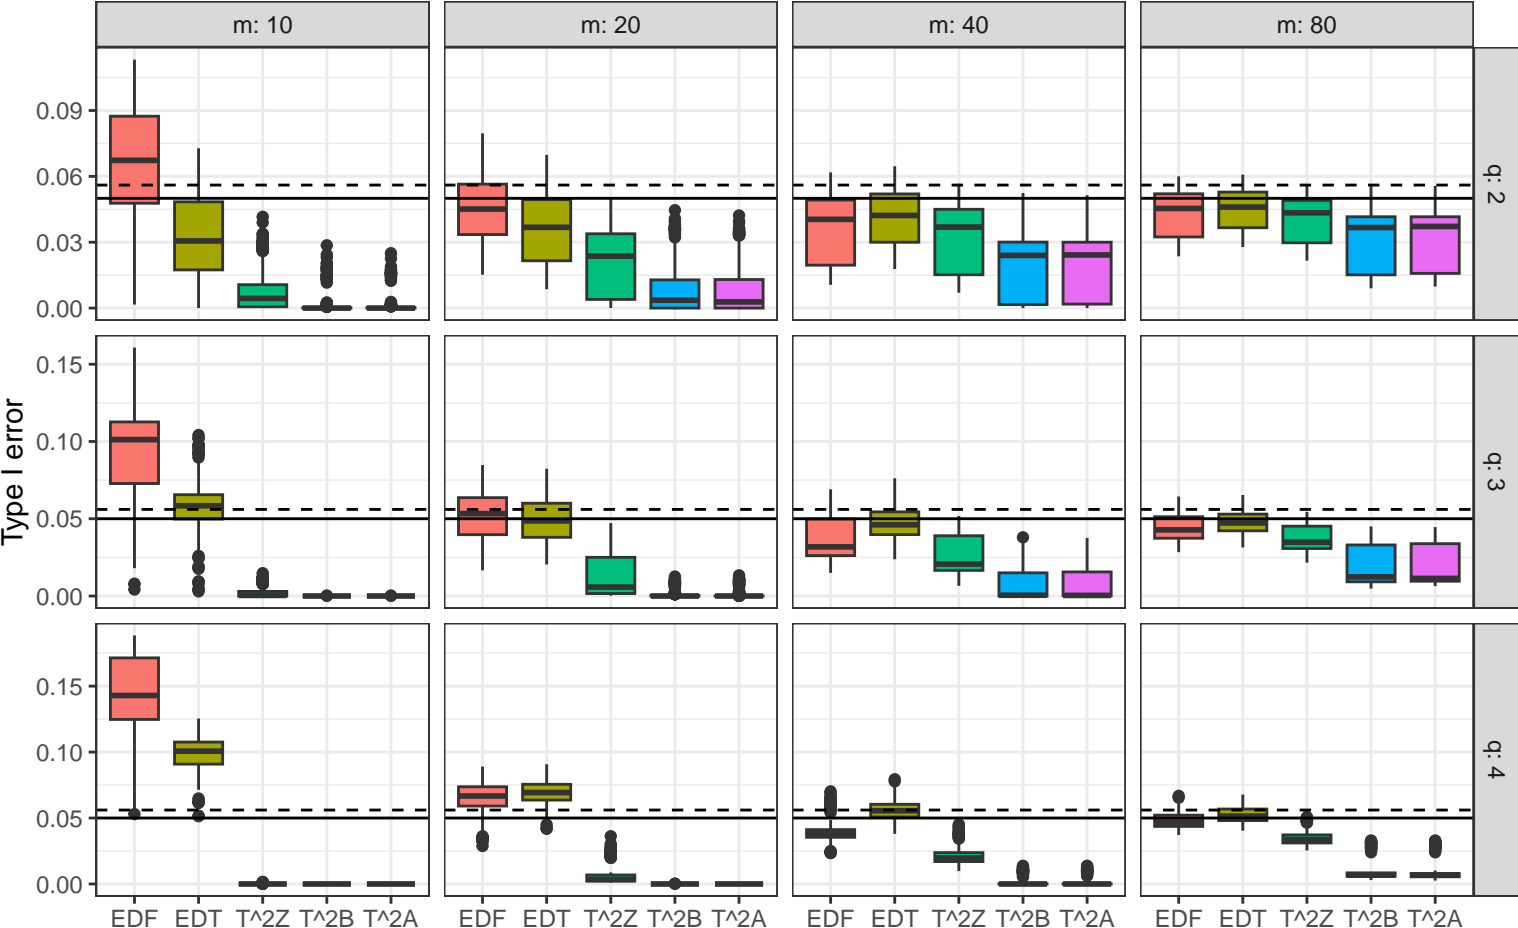 m: 10 m: 20 m: 40 m: 80
Type I error
0.09
0.06
0.03
0.00
q: 2
0.15
0.10
0.05
0.00
q: 3
0.15
0.10
0.05
0.00
q: 4
EDF EDT T^2Z T^2B T^2A EDF EDT T^2Z T^2B T^2A EDF EDT T^2Z T^2B T^2A EDF EDT T^2Z T^2B T^2A